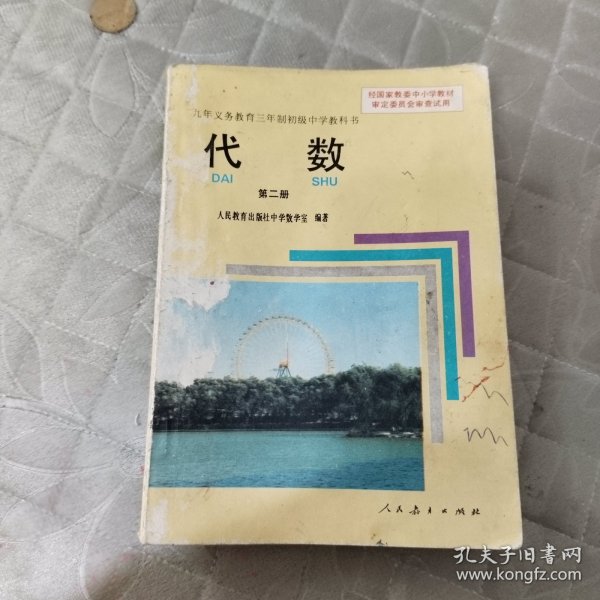 经国家教委中小学教材
审定委员会审查试用
九年义务教育三年制初级中学教科书
代 数
DAI SHU
第二册
人民教育出版社中学数学室 编著
人民教育出版社
孔夫子旧书网
www.kongfz.com